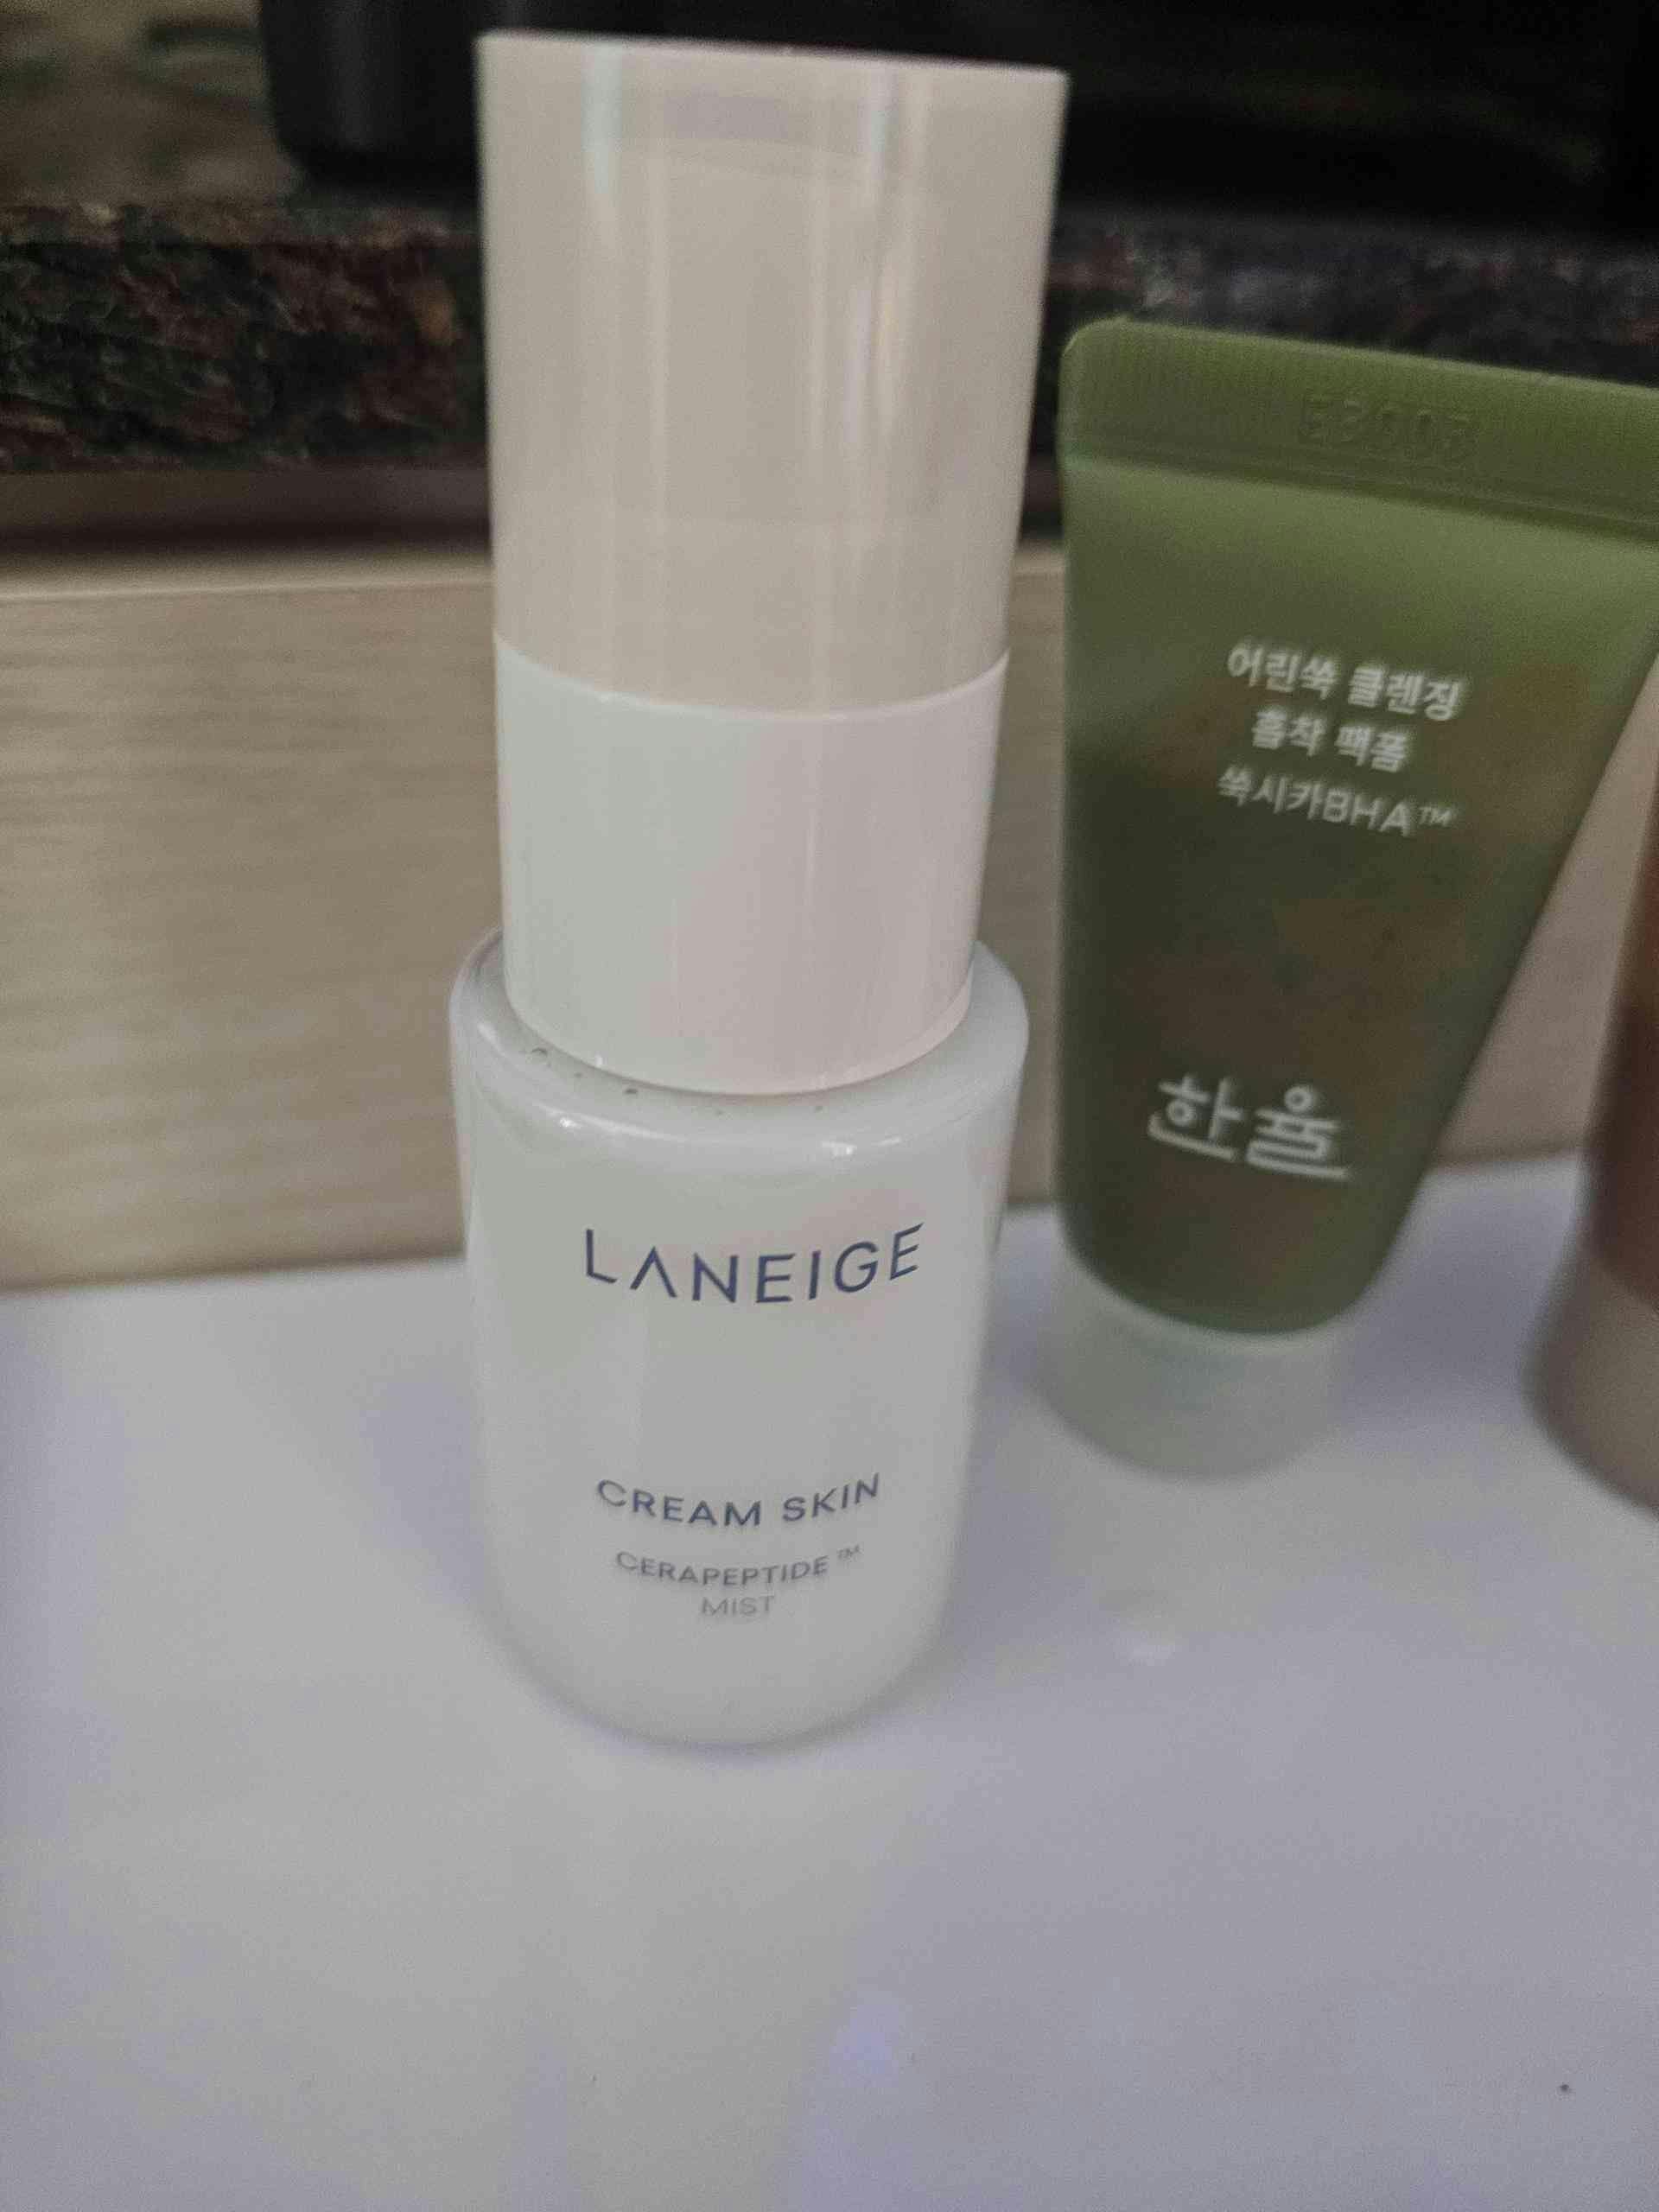 LANEIGE
CREAM SKIN
CERAPEPTIDE™
MIST
어린쑥 클렌징
흡착 팩폼
쑥시카BHA™
한율